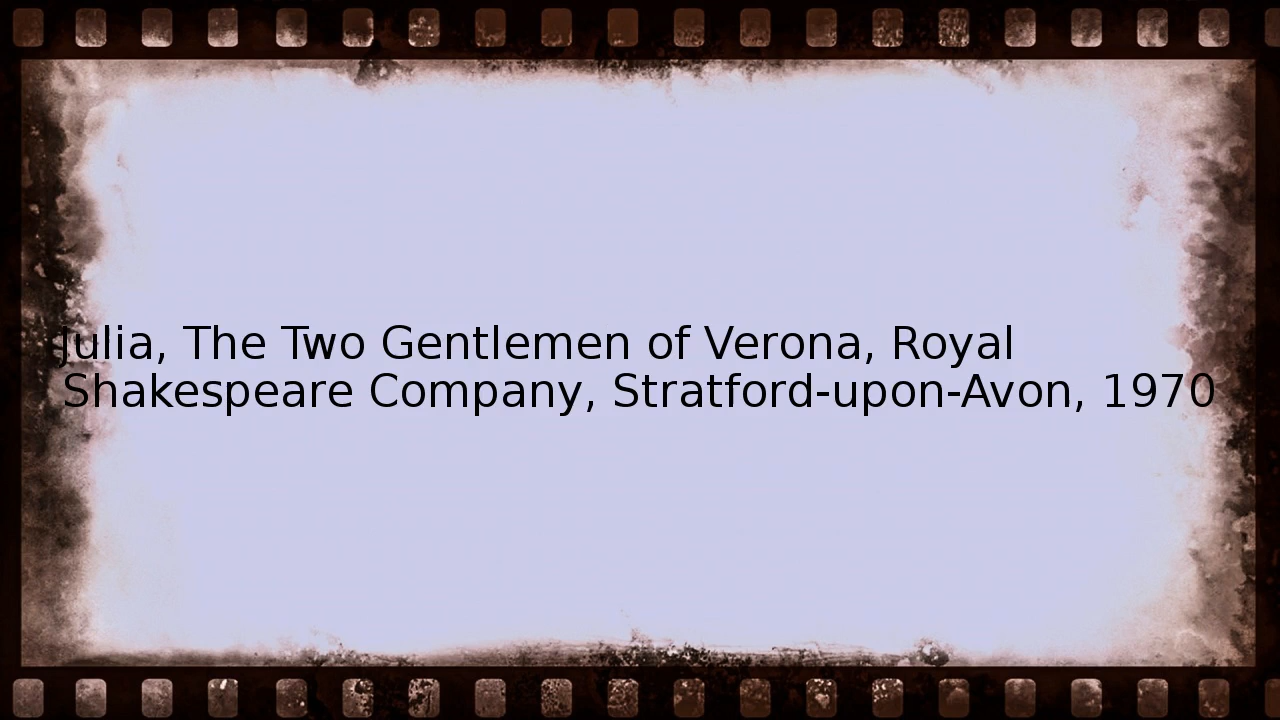 Julia, The Two Gentlemen of Verona, Royal
Shakespeare Company, Stratford-upon-Avon, 1970